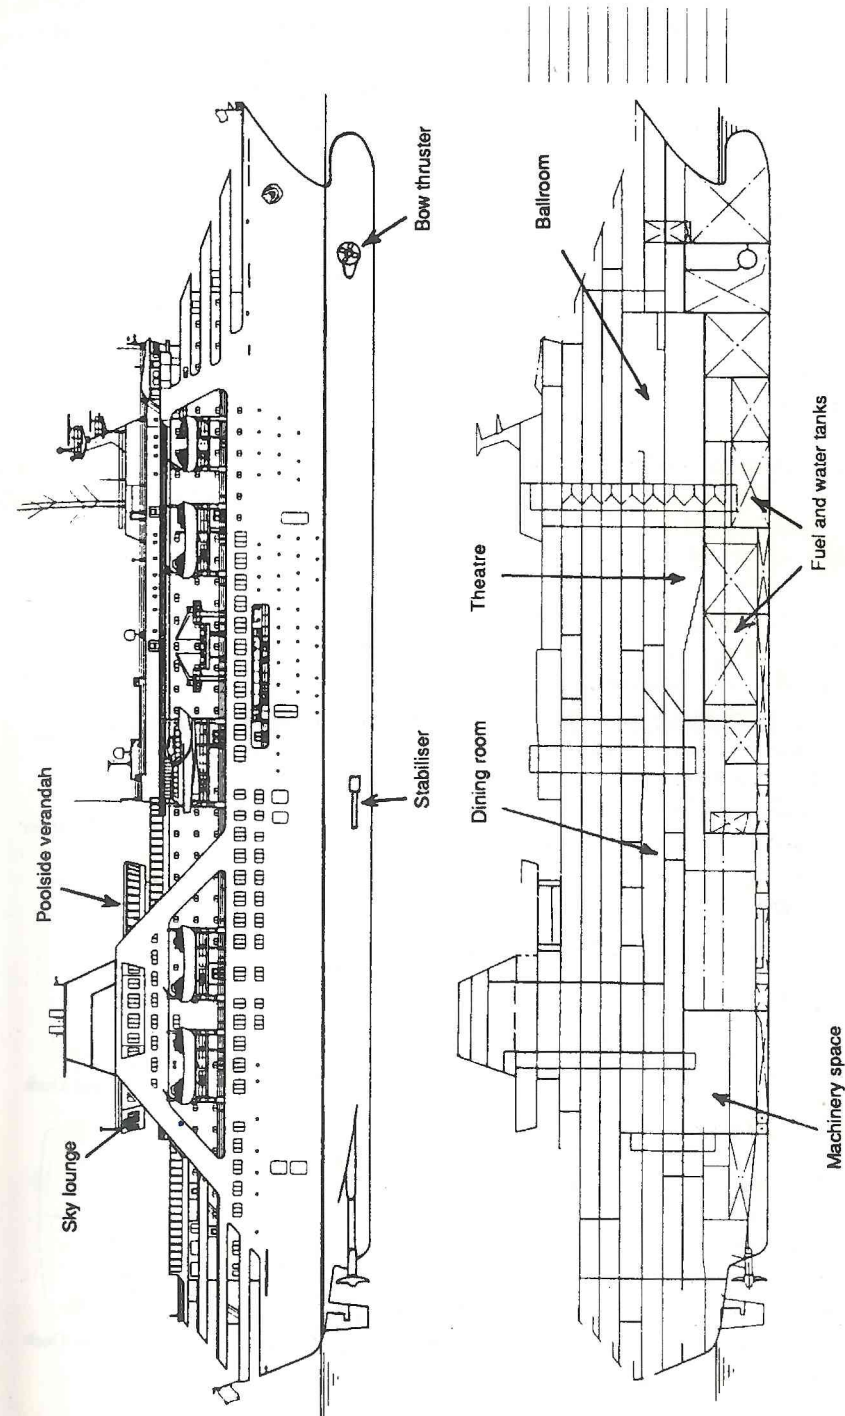 Sky lounge
Poolside verandah
Stabiliser
Bow thruster
Machinery space
Dining room
Theatre
Fuel and water tanks
Ballroom